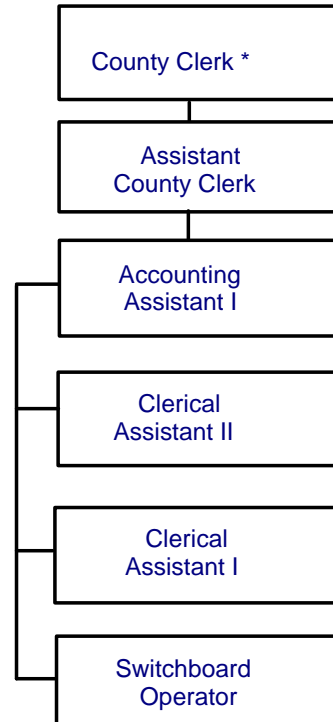 County Clerk *
Assistant
County Clerk
Accounting
Assistant I
Clerical
Assistant II
Clerical
Assistant I
Switchboard
Operator